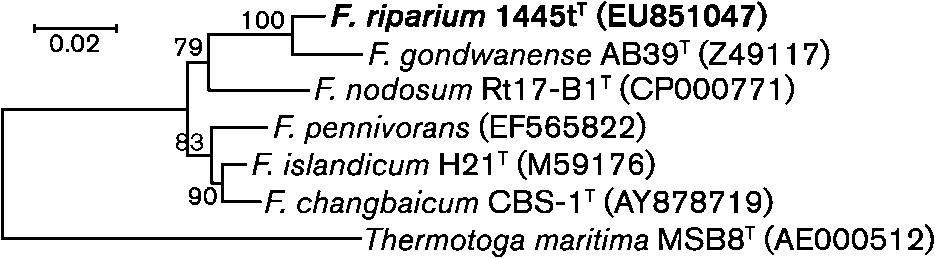 100
F. riparium 1445tᵀ (EU851047)
0.02
79
F. gondwanense AB39ᵀ (Z49117)
F. nodosum Rt17-B1ᵀ (CP000771)
F. pennivorans (EF565822)
83
F. islandicum H21ᵀ (M59176)
90
F. changbaicum CBS-1ᵀ (AY878719)
Thermotoga maritima MSB8ᵀ (AE000512)